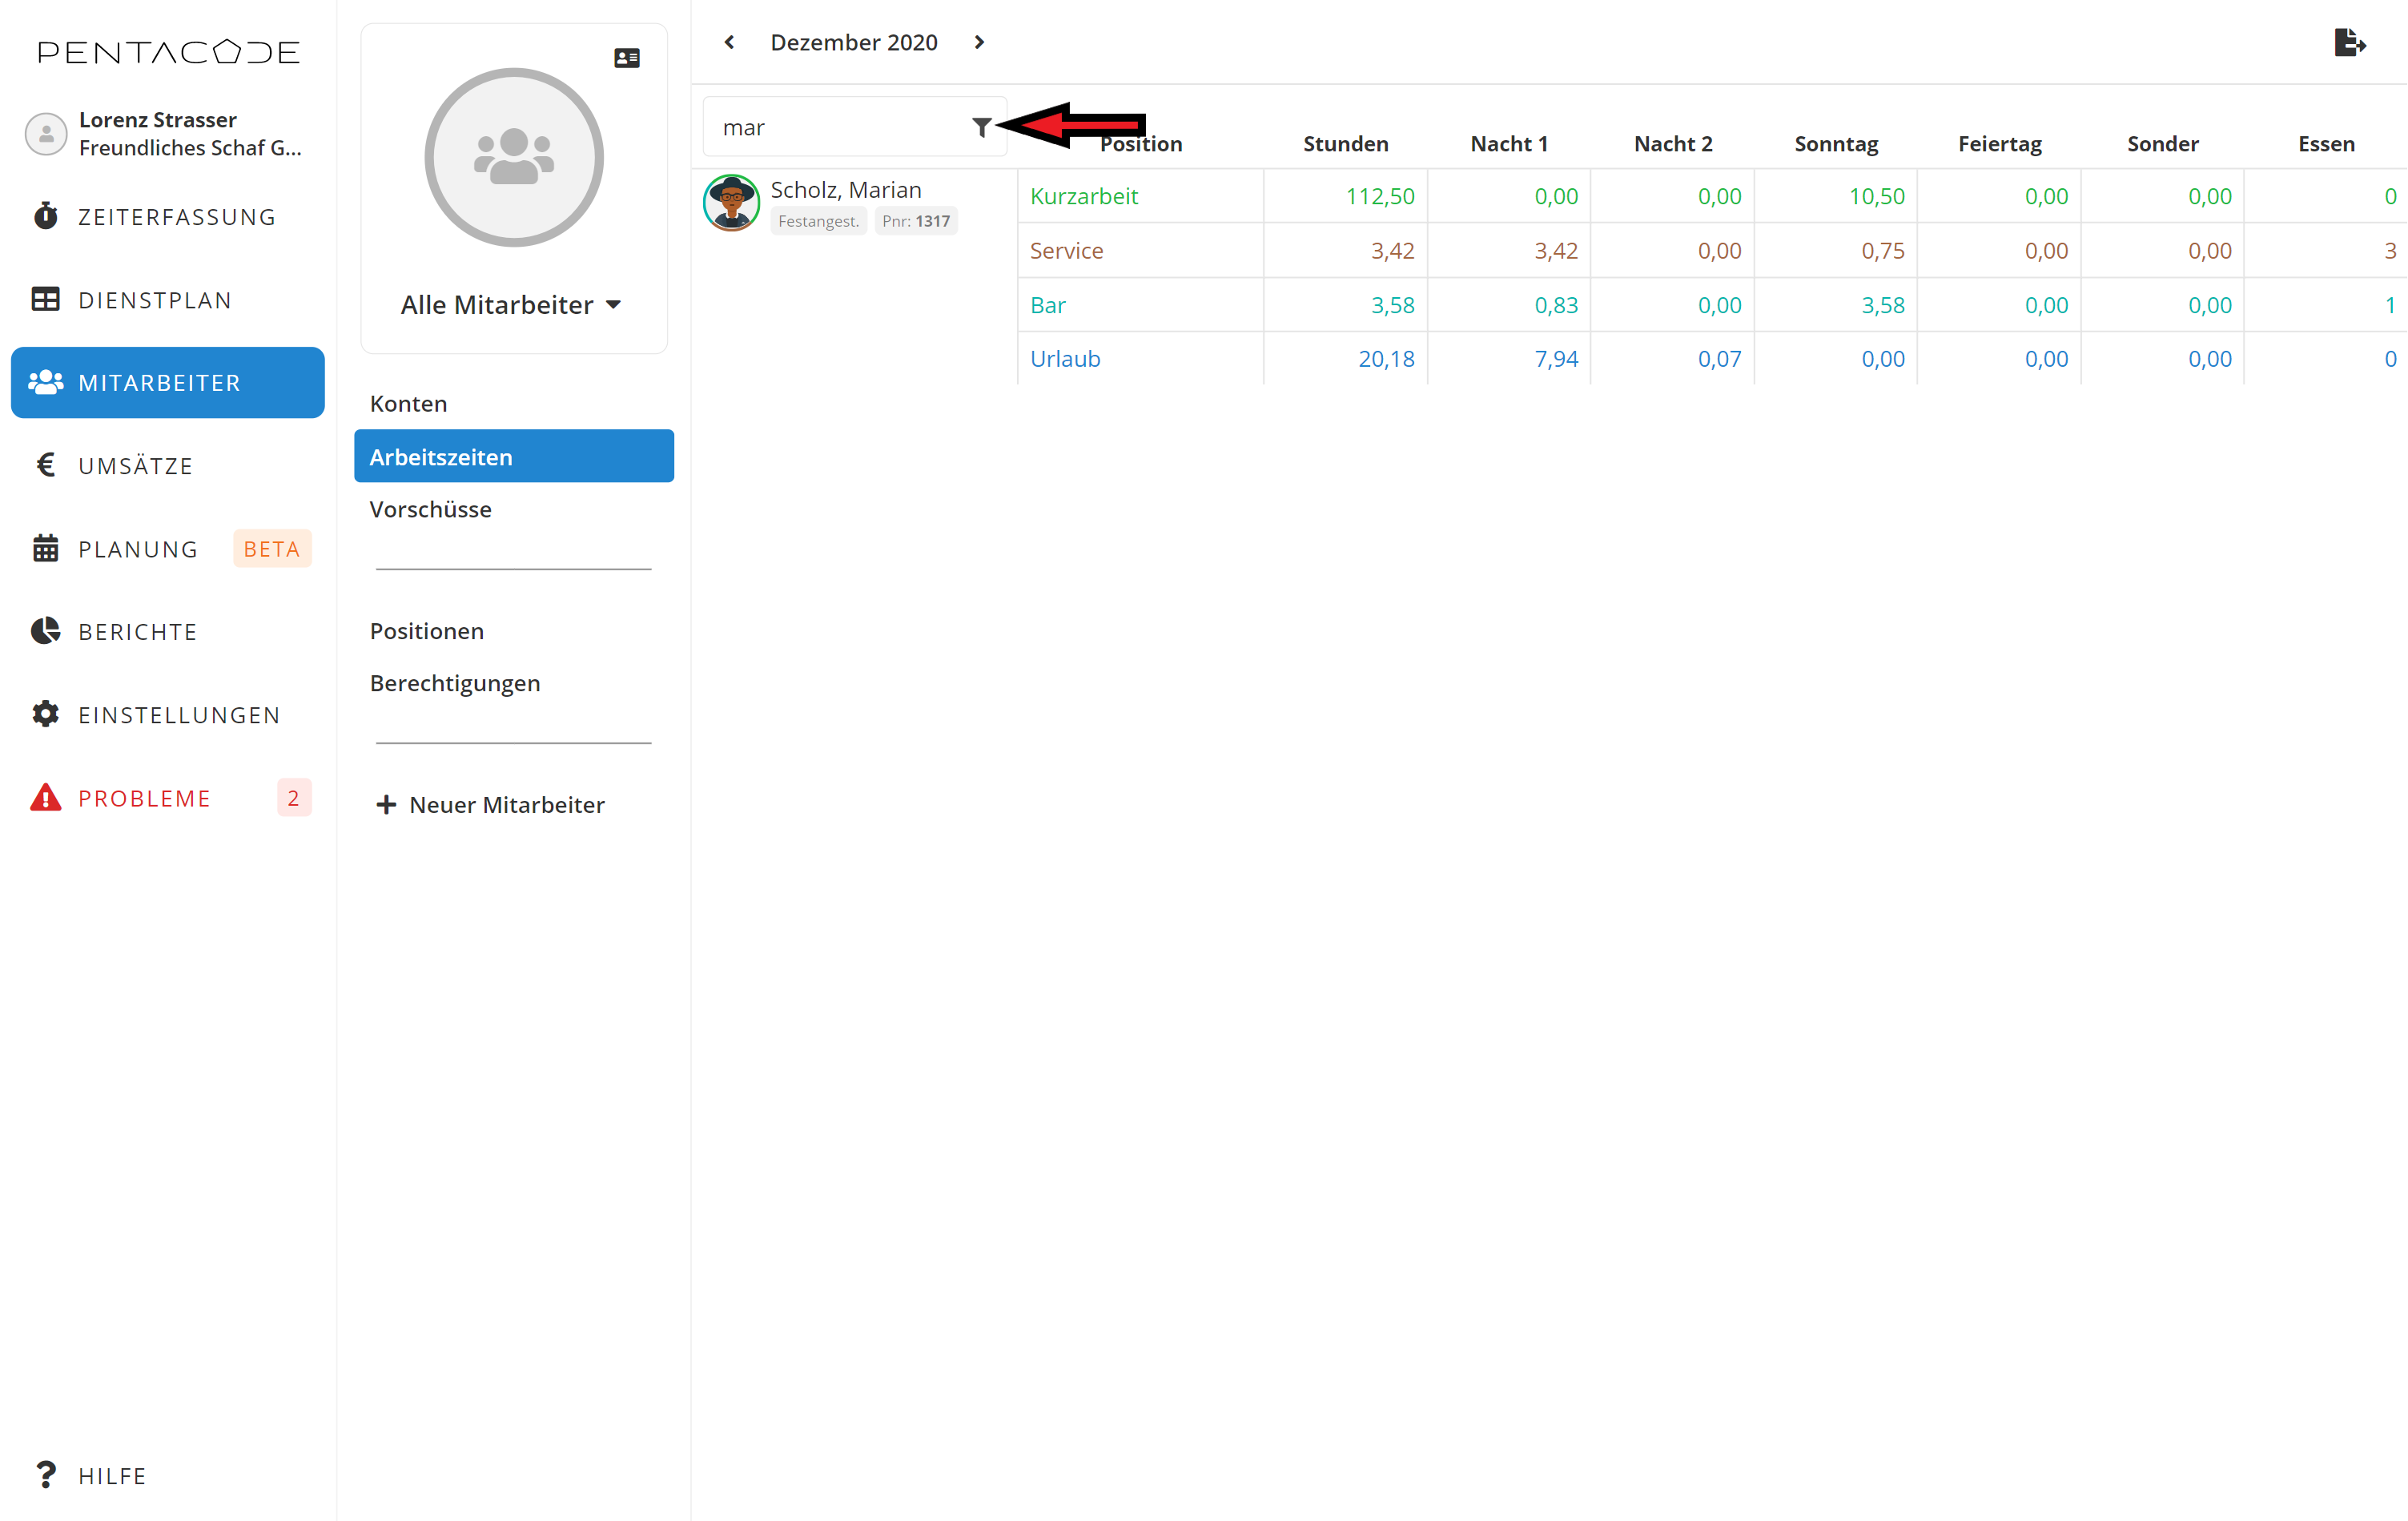 PENTACODE
Lorenz Strasser
Freundliches Schaf G...
ZEITERFASSUNG
DIENSTPLAN
MITARBEITER
UMSÄTZE
PLANUNG BETA
BERICHTE
EINSTELLUNGEN
PROBLEME 2
HILFE
Alle Mitarbeiter
Konten
Arbeitszeiten
Vorschüsse
Positionen
Berechtigungen
Neuer Mitarbeiter
Dezember 2020
mar
Position Stunden Nacht 1 Nacht 2 Sonntag Feiertag Sonder Essen
Scholz, Marian
Festangest. Pnr: 1317
Kurzarbeit 112,50 0,00 0,00 10,50 0,00 0,00 0
Service 3,42 3,42 0,00 0,75 0,00 0,00 3
Bar 3,58 0,83 0,00 3,58 0,00 0,00 1
Urlaub 20,18 7,94 0,07 0,00 0,00 0,00 0